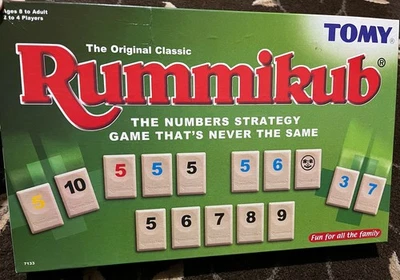 Ages 8 to Adult
2 to 4 Players
TOMY
The Original Classic
Rummikub®
THE NUMBERS STRATEGY
GAME THAT'S NEVER THE SAME
5 5 5 5 6
5 10 3 7
5 6 7 8 9
Fun for all the family
7133